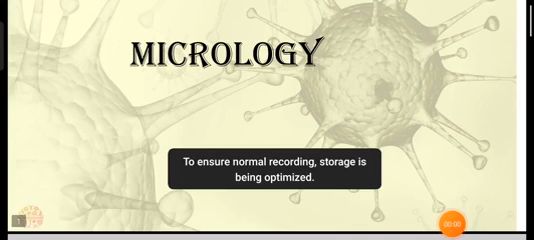 MICROLOGY
To ensure normal recording, storage is
being optimized.
1
00:00